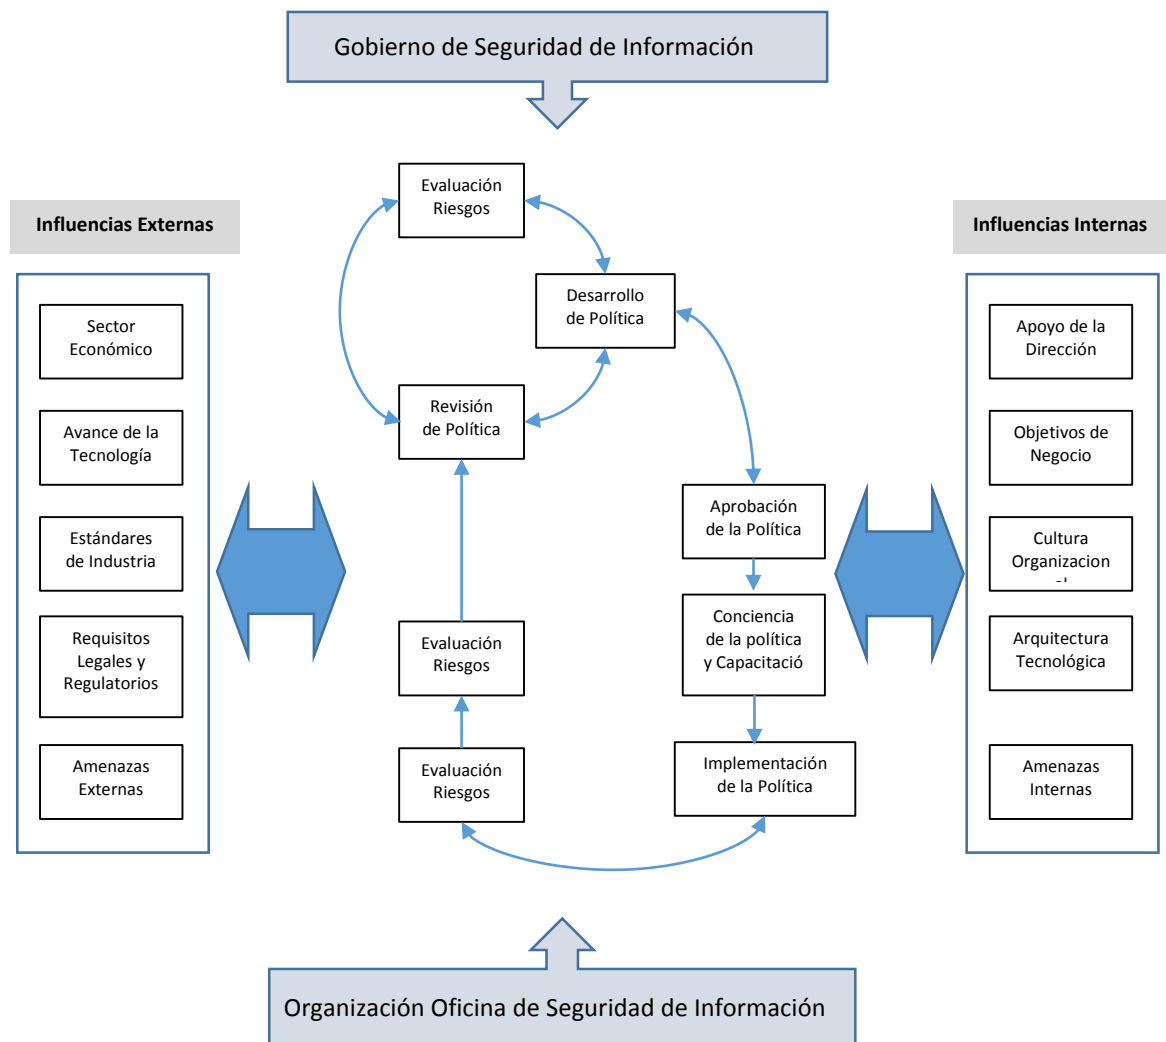 Gobierno de Seguridad de Información
Influencias Externas
Sector
Económico
Avance de la
Tecnología
Estándares
de Industria
Requisitos
Legales y
Regulatorios
Amenazas
Externas
Evaluación
Riesgos
Desarrollo
de Política
Revisión
de Política
Aprobación
de la Política
Conciencia
de la política
y Capacitació
Implementación
de la Política
Evaluación
Riesgos
Evaluación
Riesgos
Influencias Internas
Apoyo de la
Dirección
Objetivos de
Negocio
Cultura
Organizacion
Arquitectura
Tecnológica
Amenazas
Internas
Organización Oficina de Seguridad de Información